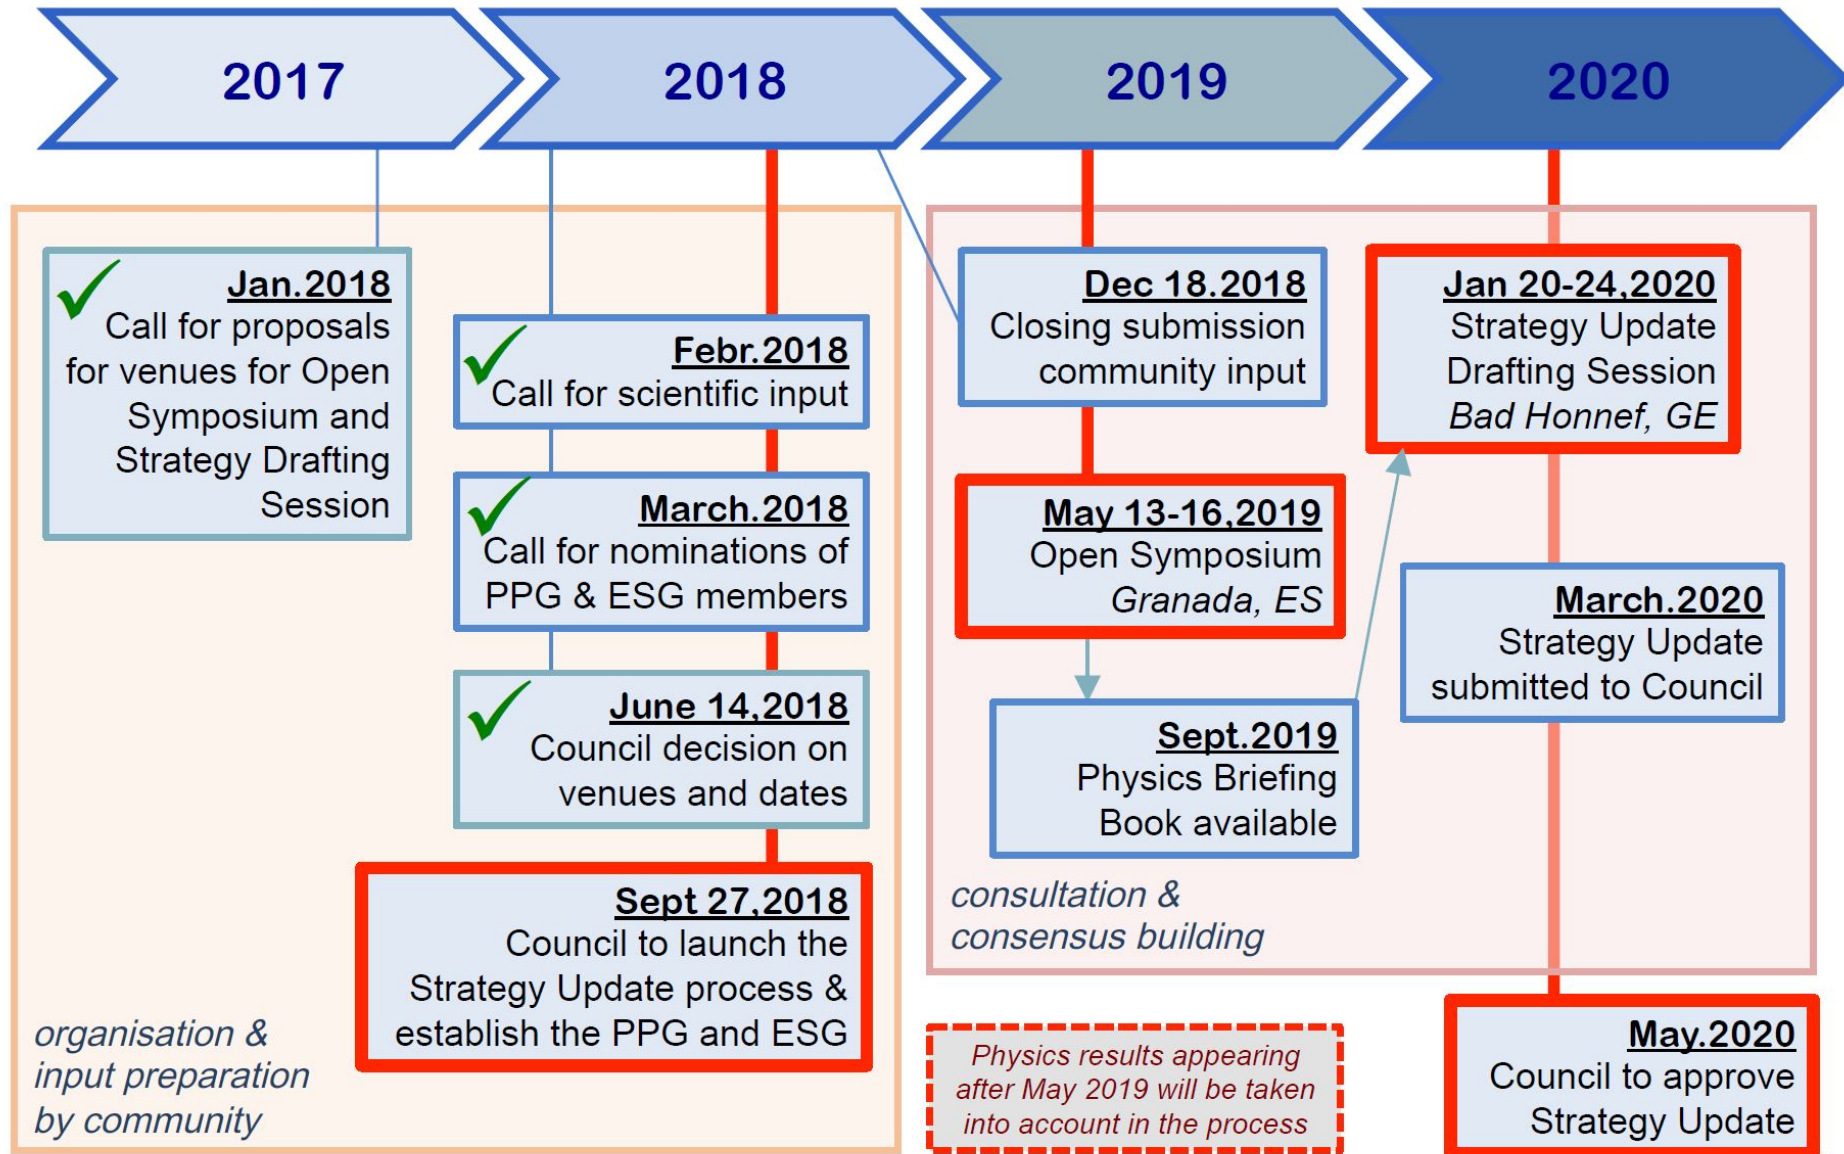 2017
2018
2019
2020
Jan.2018
Call for proposals
for venues for Open
Symposium and
Strategy Drafting
Session
Febr.2018
Call for scientific input
March.2018
Call for nominations of
PPG & ESG members
June 14,2018
Council decision on
venues and dates
Sept 27,2018
Council to launch the
Strategy Update process &
establish the PPG and ESG
organisation &
input preparation
by community
Dec 18.2018
Closing submission
community input
May 13-16,2019
Open Symposium
Granada, ES
Sept.2019
Physics Briefing
Book available
Jan 20-24,2020
Strategy Update
Drafting Session
Bad Honnef, GE
March.2020
Strategy Update
submitted to Council
consultation &
consensus building
Physics results appearing
after May 2019 will be taken
into account in the process
May.2020
Council to approve
Strategy Update